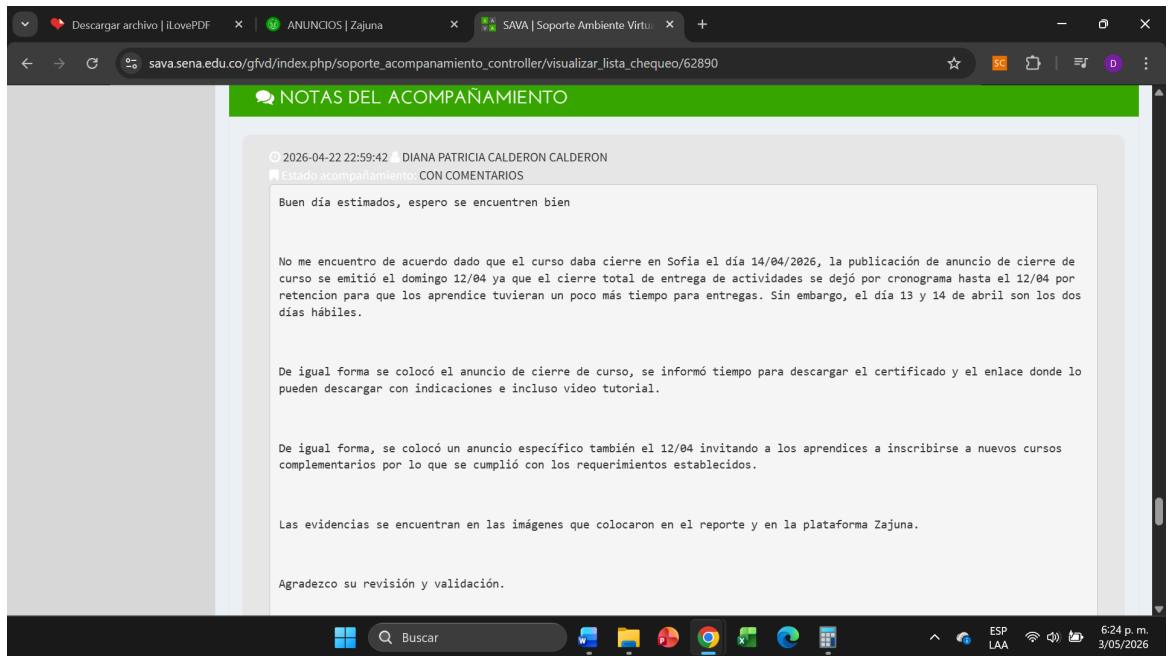 Descargar archivo | iLovePDF
ANUNCIOS | Zajuna
SAVA | Soporte Ambiente Virtu
sava.sena.edu.co/gfvd/index.php/soporte_acompanamiento_controller/visualizar_lista_chequeo/62890
SC
D
NOTAS DEL ACOMPAÑAMIENTO
2026-04-22 22:59:42 DIANA PATRICIA CALDERON CALDERON
Estado acompañamiento: CON COMENTARIOS
Buen día estimados, espero se encuentren bien
No me encuentro de acuerdo dado que el curso daba cierre en Sofia el día 14/04/2026, la publicación de anuncio de cierre de
curso se emitió el domingo 12/04 ya que el cierre total de entrega de actividades se dejó por cronograma hasta el 12/04 por
retencion para que los aprendice tuvieran un poco más tiempo para entregas. Sin embargo, el día 13 y 14 de abril son los dos
días hábiles.
De igual forma se colocó el anuncio de cierre de curso, se informó tiempo para descargar el certificado y el enlace donde lo
pueden descargar con indicaciones e incluso video tutorial.
De igual forma, se colocó un anuncio específico también el 12/04 invitando a los aprendices a inscribirse a nuevos cursos
complementarios por lo que se cumplió con los requerimientos establecidos.
Las evidencias se encuentran en las imágenes que colocaron en el reporte y en la plataforma Zajuna.
Agradezco su revisión y validación.
Buscar
ESP
LAA
6:24 p. m.
3/05/2026